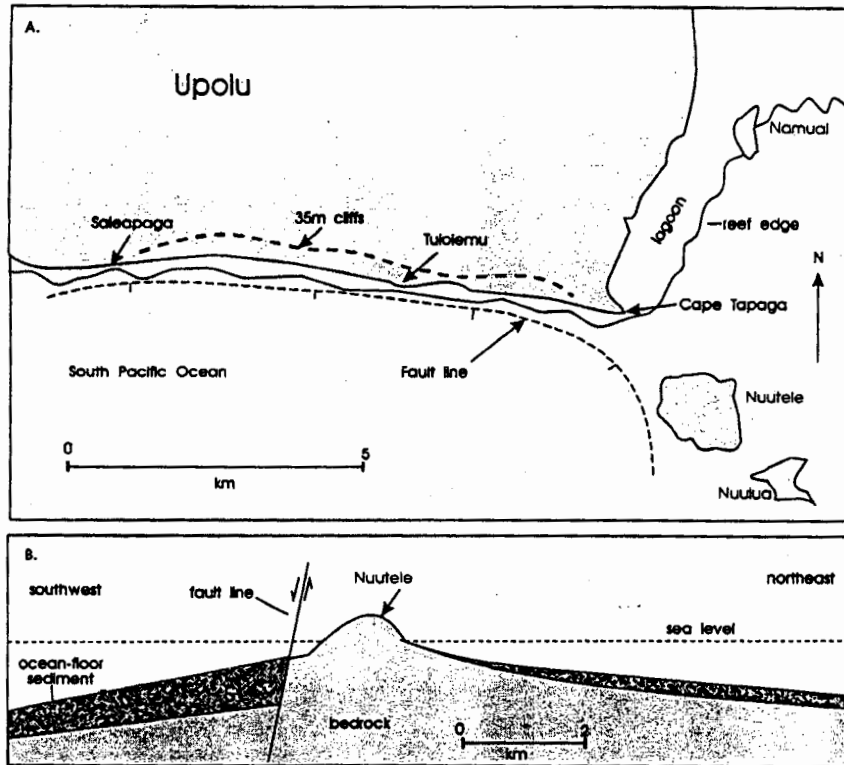 A.
Upolu
Namual
Saleapaga
35m cliffs
Tulolemu
lagoon
reef edge
N
Cape Tapaga
South Pacific Ocean
Fault line
Nuutele
0
5
km
Nuulua
B.
southwest
fault line
Nuutele
northeast
sea level
ocean-floor
sediment
bedrock
0
2
km